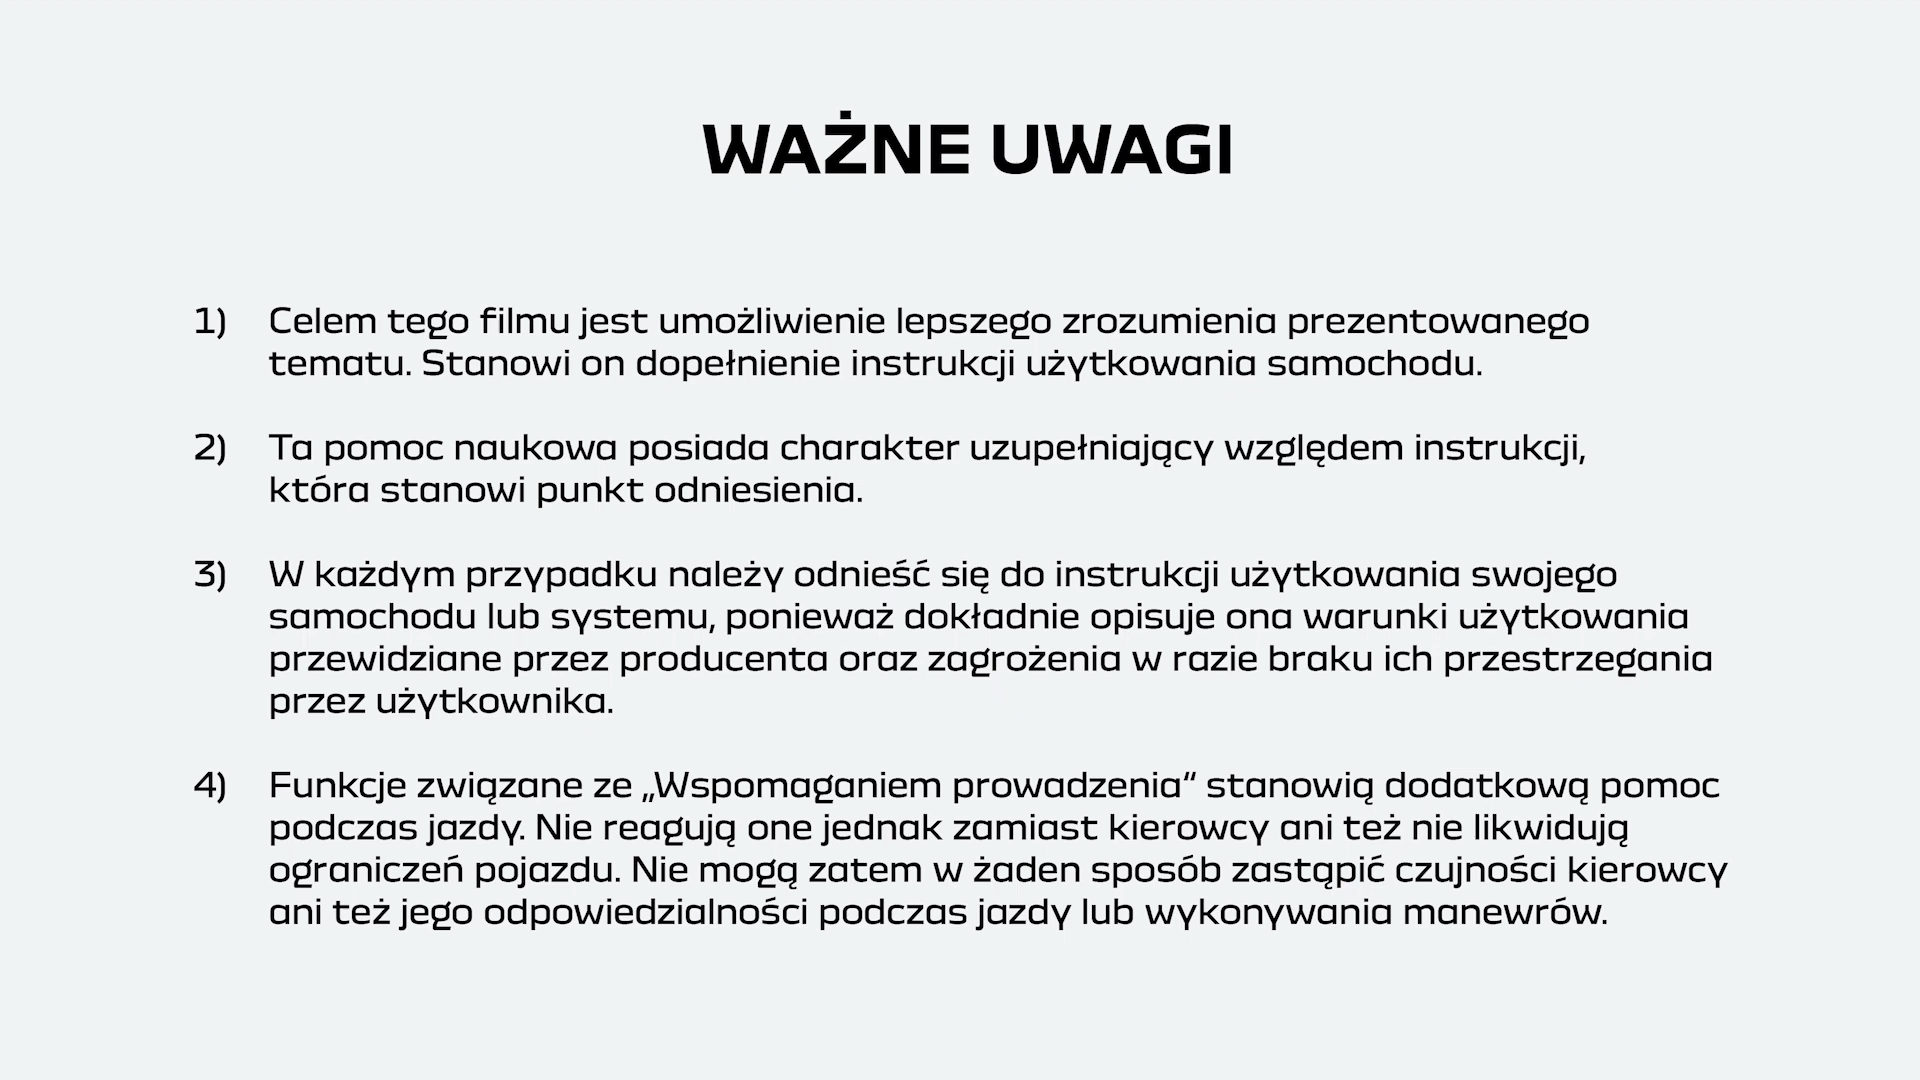 WAŻNE UWAGI
1) Celem tego filmu jest umożliwienie lepszego zrozumienia prezentowanego
tematu. Stanowi on dopełnienie instrukcji użytkowania samochodu.
2) Ta pomoc naukowa posiada charakter uzupełniający względem instrukcji,
która stanowi punkt odniesienia.
3) W każdym przypadku należy odnieść się do instrukcji użytkowania swojego
samochodu lub systemu, ponieważ dokładnie opisuje ona warunki użytkowania
przewidziane przez producenta oraz zagrożenia w razie braku ich przestrzegania
przez użytkownika.
4) Funkcje związane ze „Wspomaganiem prowadzenia“ stanowią dodatkową pomoc
podczas jazdy. Nie reagują one jednak zamiast kierowcy ani też nie likwidują
ograniczeń pojazdu. Nie mogą zatem w żaden sposób zastąpić czujności kierowcy
ani też jego odpowiedzialności podczas jazdy lub wykonywania manewrów.